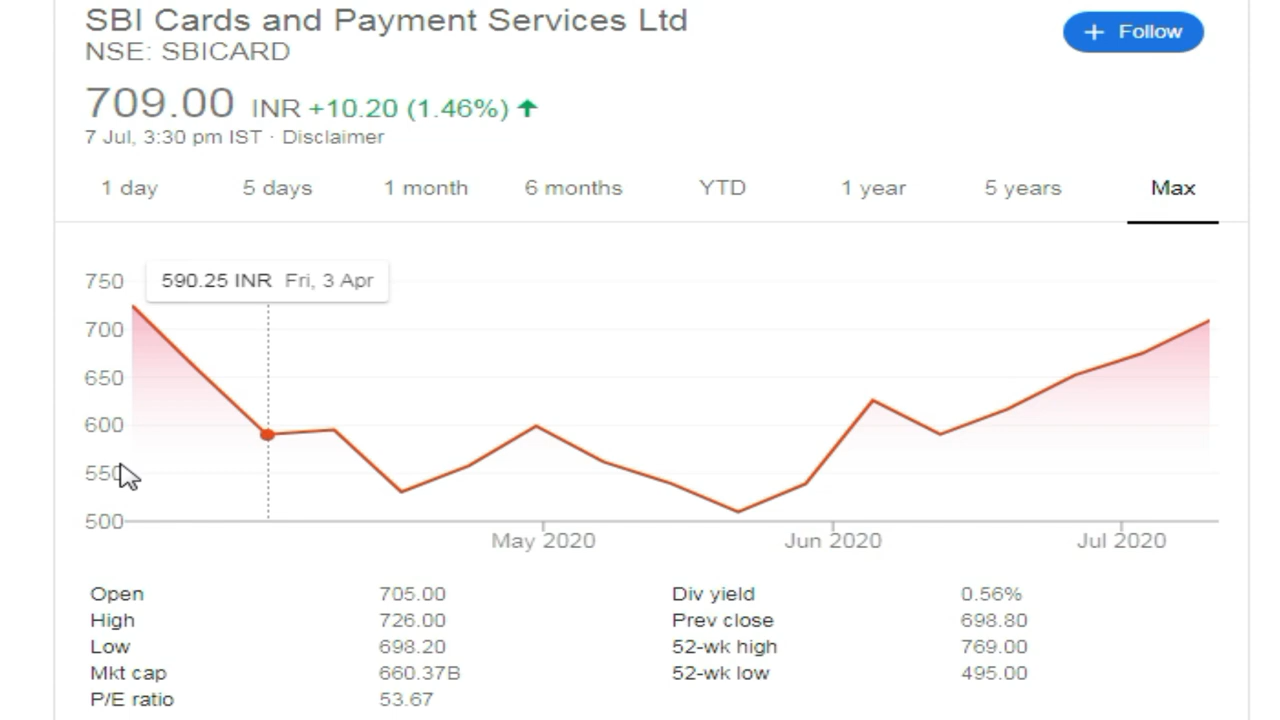 SBI Cards and Payment Services Ltd
NSE: SBICARD
+ Follow
709.00 INR +10.20 (1.46%) ↑
7 Jul, 3:30 pm IST · Disclaimer
1 day 5 days 1 month 6 months YTD 1 year 5 years Max
590.25 INR Fri, 3 Apr
750
700
650
600
550
500
May 2020 Jun 2020 Jul 2020
Open 705.00 Div yield 0.56%
High 726.00 Prev close 698.80
Low 698.20 52-wk high 769.00
Mkt cap 660.37B 52-wk low 495.00
P/E ratio 53.67